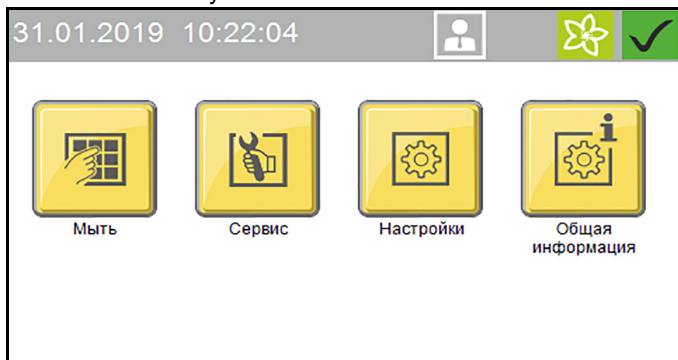 31.01.2019 10:22:04
Мыть
Сервис
Настройки
Общая
информация